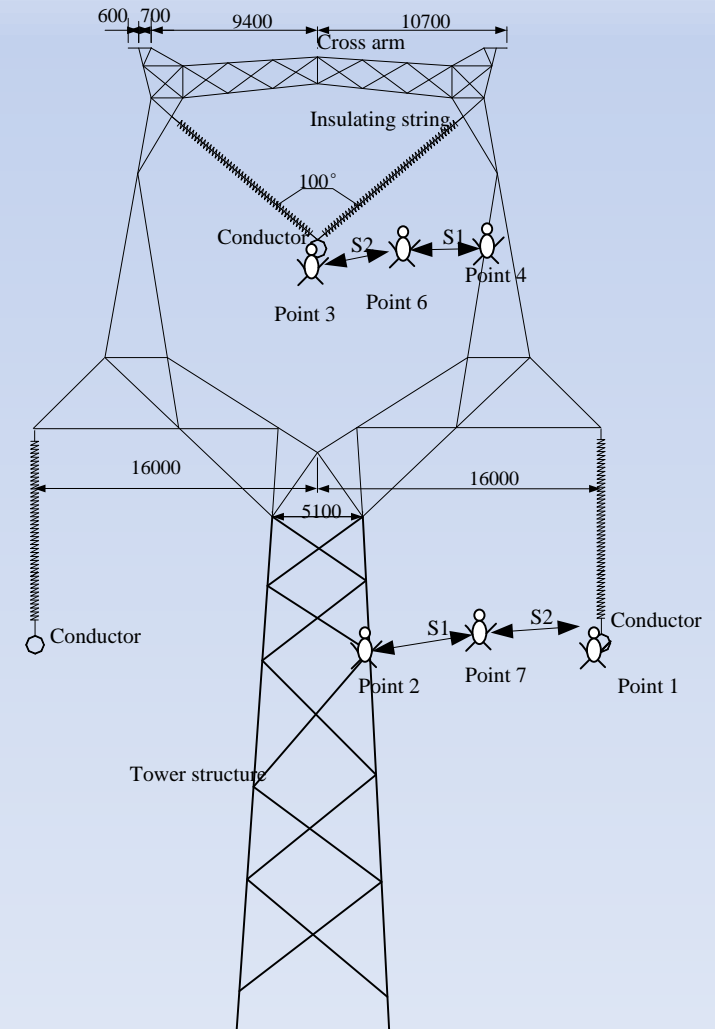 600 700 9400 10700
Cross arm
Insulating string
100°
Conductor
S2 S1
Point 4
Point 6
Point 3
16000 16000
5100
Conductor
S1 S2 Conductor
Point 2 Point 7 Point 1
Tower structure